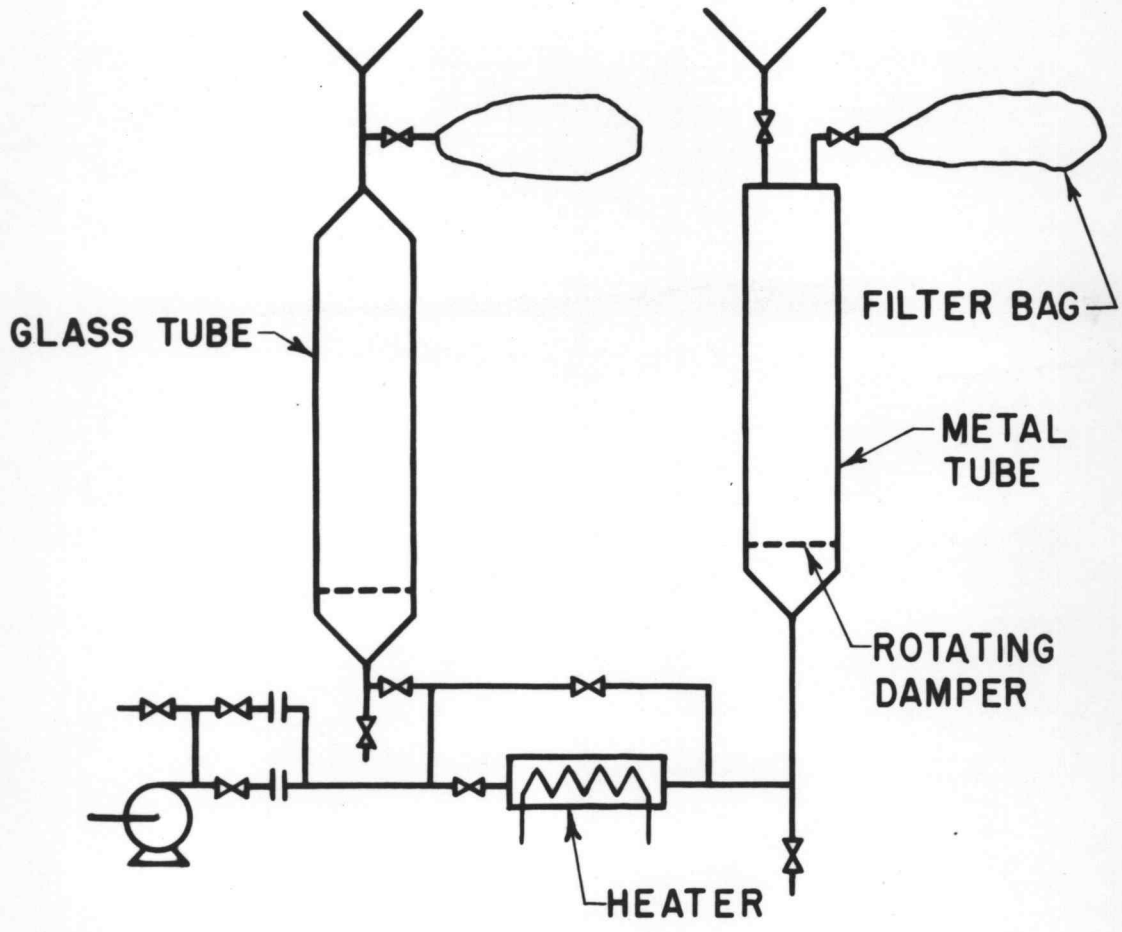 GLASS TUBE
FILTER BAG
METAL
TUBE
ROTATING
DAMPER
HEATER